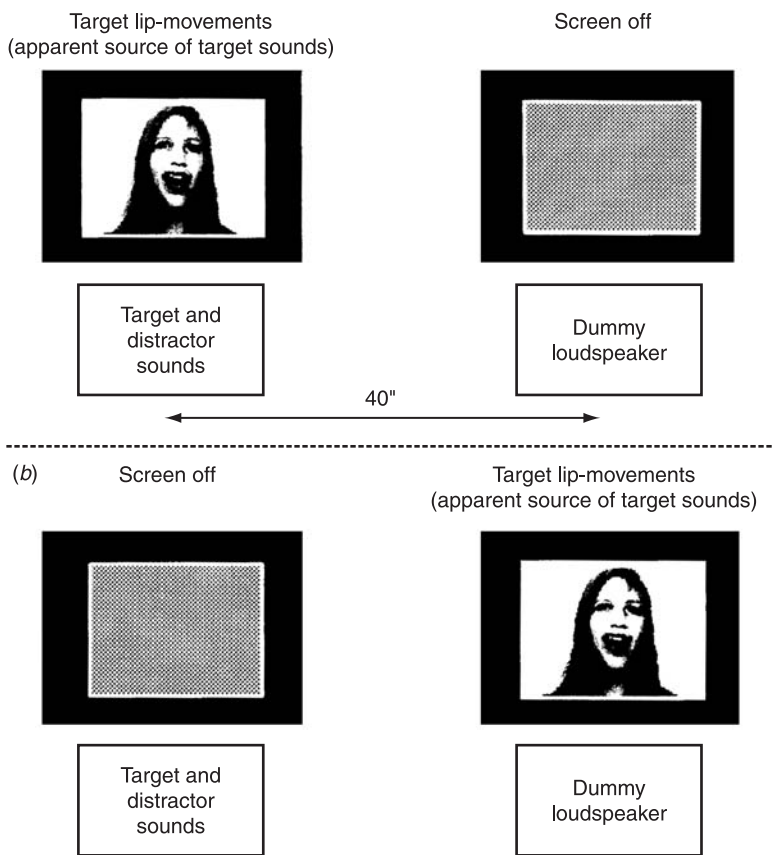 Target lip-movements
(apparent source of target sounds)
Screen off
Target and
distractor
sounds
Dummy
loudspeaker
40"
(b)
Screen off
Target lip-movements
(apparent source of target sounds)
Target and
distractor
sounds
Dummy
loudspeaker